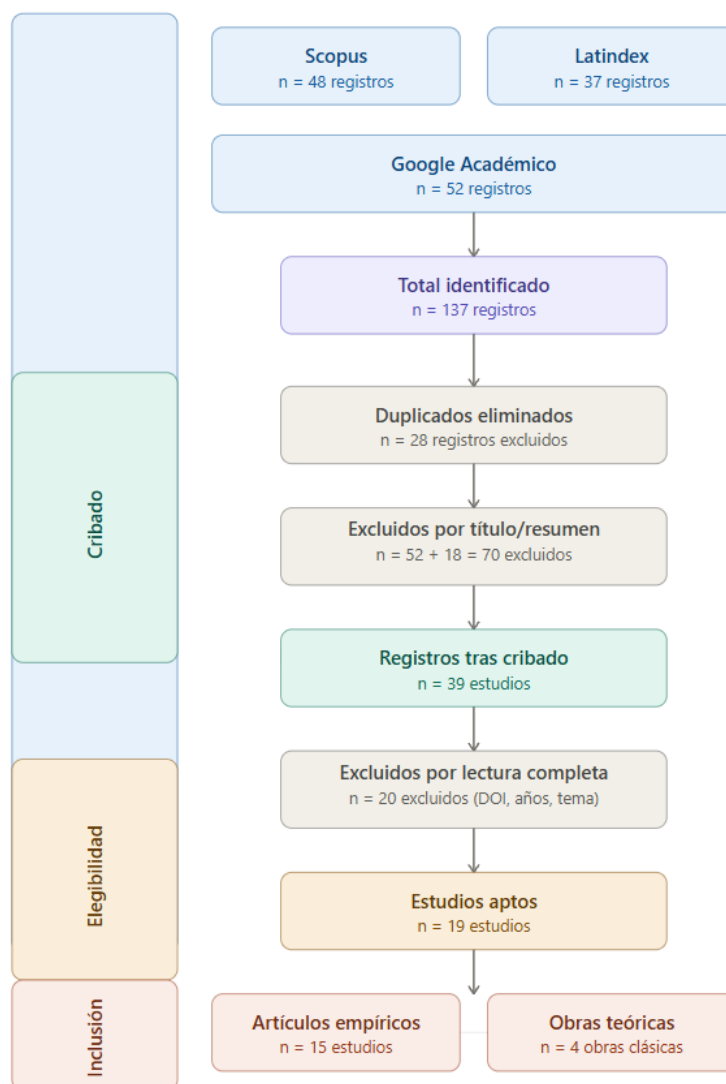 Scopus
n = 48 registros
Latindex
n = 37 registros
Google Académico
n = 52 registros
Total identificado
n = 137 registros
Duplicados eliminados
n = 28 registros excluidos
Cribado
Excluidos por título/resumen
n = 52 + 18 = 70 excluidos
Registros tras cribado
n = 39 estudios
Excluidos por lectura completa
n = 20 excluidos (DOI, años, tema)
Elegibilidad
Estudios aptos
n = 19 estudios
Inclusión
Artículos empíricos
n = 15 estudios
Obras teóricas
n = 4 obras clásicas